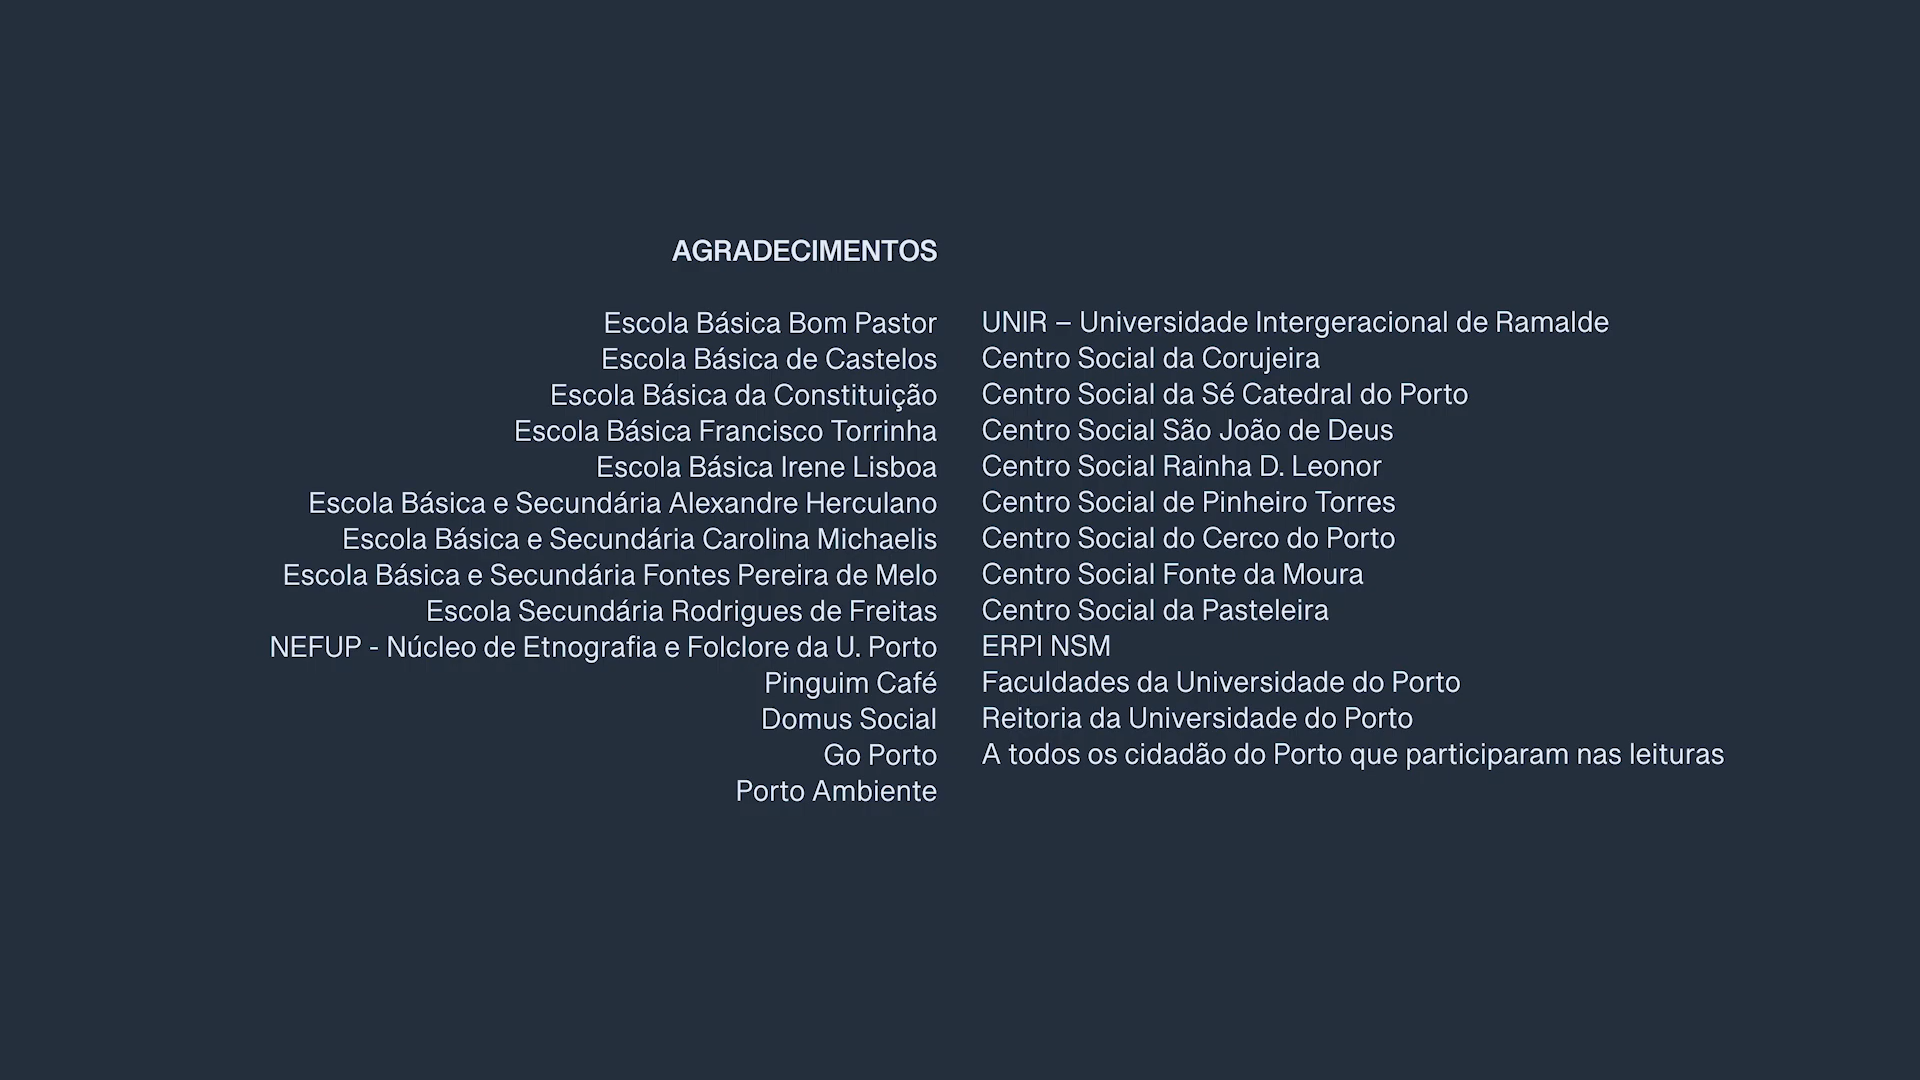 AGRADECIMENTOS
Escola Básica Bom Pastor
Escola Básica de Castelos
Escola Básica da Constituição
Escola Básica Francisco Torrinha
Escola Básica Irene Lisboa
Escola Básica e Secundária Alexandre Herculano
Escola Básica e Secundária Carolina Michaelis
Escola Básica e Secundária Fontes Pereira de Melo
Escola Secundária Rodrigues de Freitas
NEFUP - Núcleo de Etnografia e Folclore da U. Porto
Pinguim Café
Domus Social
Go Porto
Porto Ambiente
UNIR – Universidade Intergeracional de Ramalde
Centro Social da Corujeira
Centro Social da Sé Catedral do Porto
Centro Social São João de Deus
Centro Social Rainha D. Leonor
Centro Social de Pinheiro Torres
Centro Social do Cerco do Porto
Centro Social Fonte da Moura
Centro Social da Pasteleira
ERPI NSM
Faculdades da Universidade do Porto
Reitoria da Universidade do Porto
A todos os cidadão do Porto que participaram nas leituras